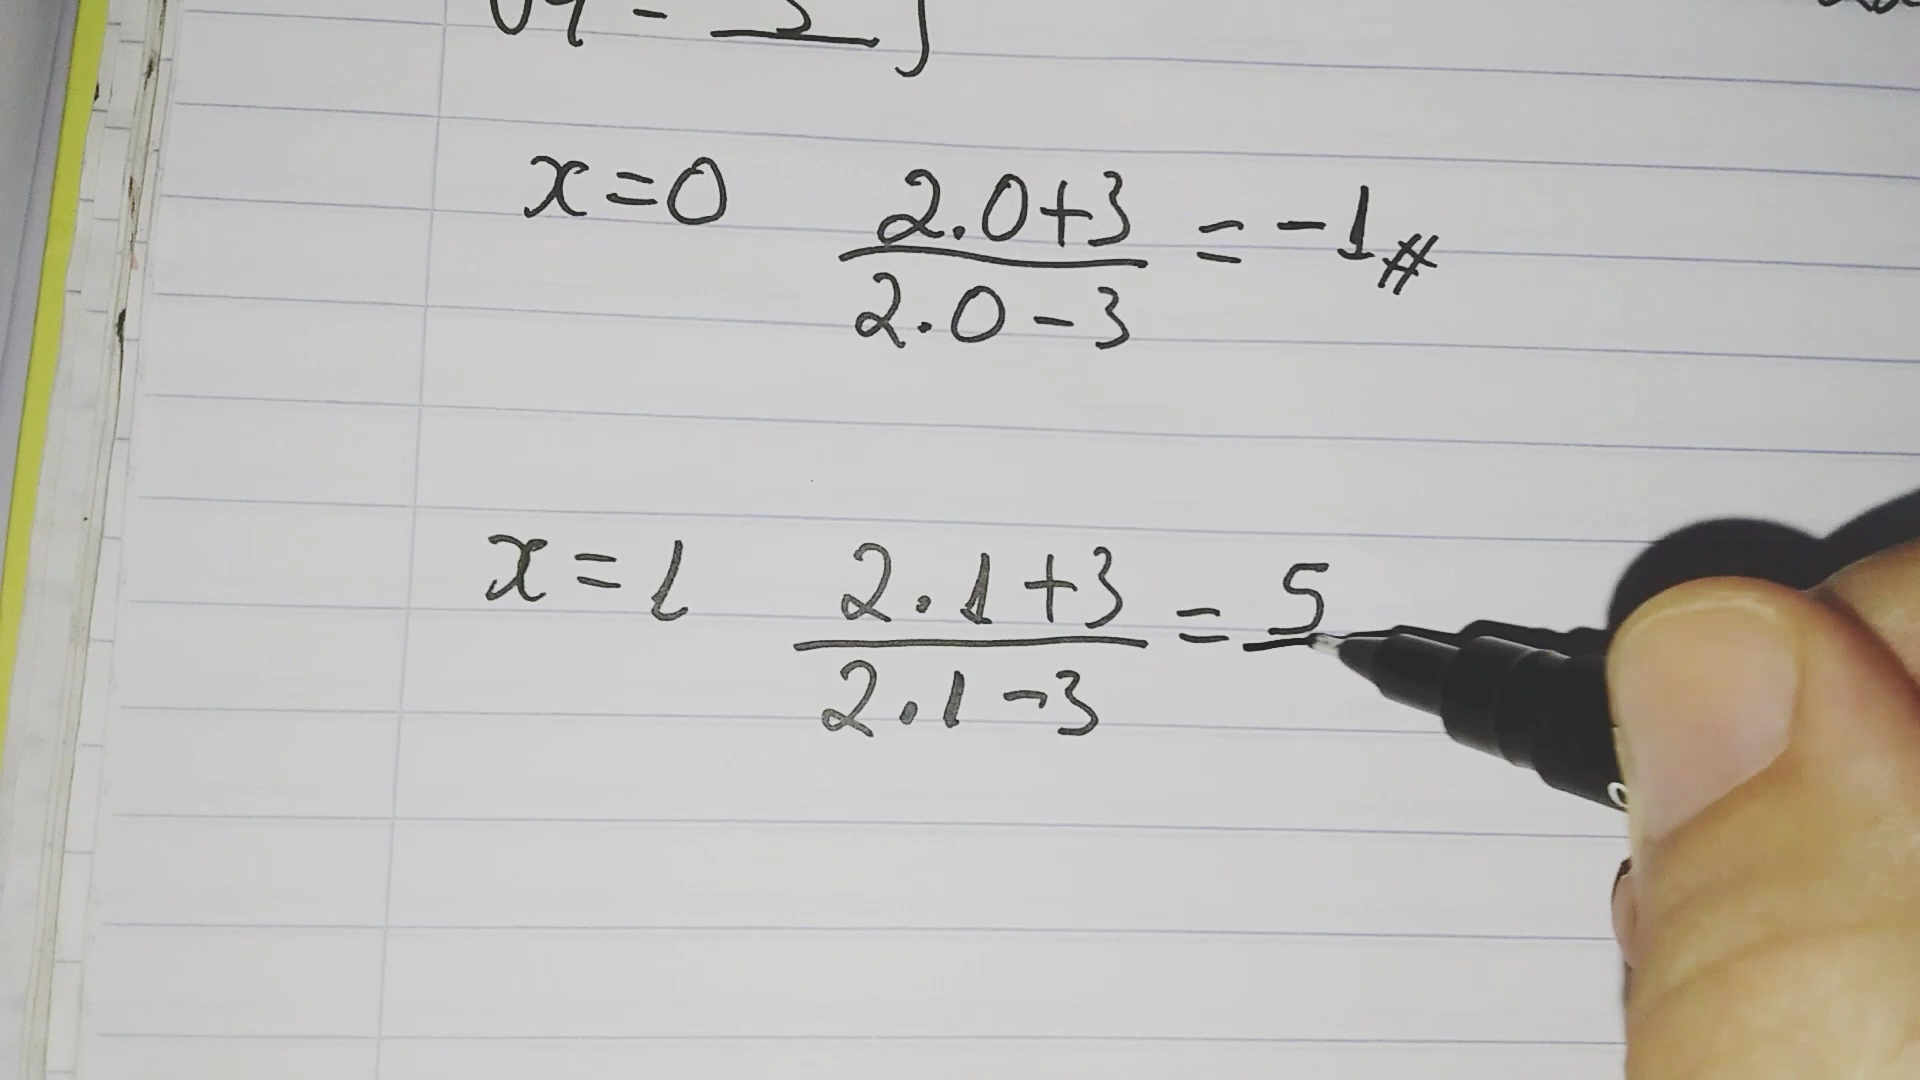 x=0 2.0+3 / 2.0-3 = -1 #
x=1 2.1+3 / 2.1-3 = 5